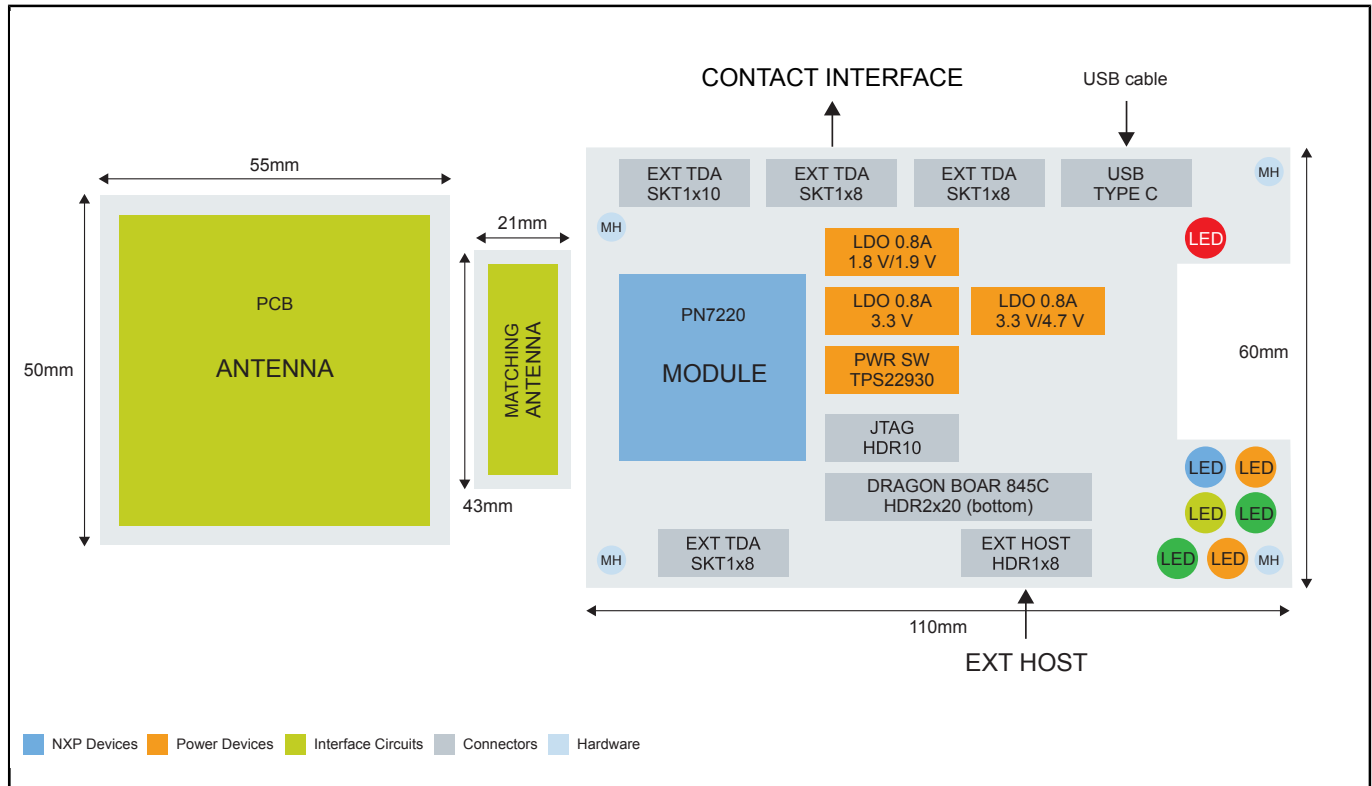 CONTACT INTERFACE
USB cable
55mm
50mm
PCB
ANTENNA
21mm
43mm
MATCHING
ANTENNA
EXT TDA
SKT1x10
EXT TDA
SKT1x8
EXT TDA
SKT1x8
USB
TYPE C
MH
MH
LED
LDO 0.8A
1.8 V/1.9 V
PN7220
MODULE
LDO 0.8A
3.3 V
LDO 0.8A
3.3 V/4.7 V
PWR SW
TPS22930
60mm
JTAG
HDR10
DRAGON BOAR 845C
HDR2x20 (bottom)
LED
LED
LED
LED
MH
EXT TDA
SKT1x8
EXT HOST
HDR1x8
LED
LED
MH
110mm
EXT HOST
NXP Devices
Power Devices
Interface Circuits
Connectors
Hardware